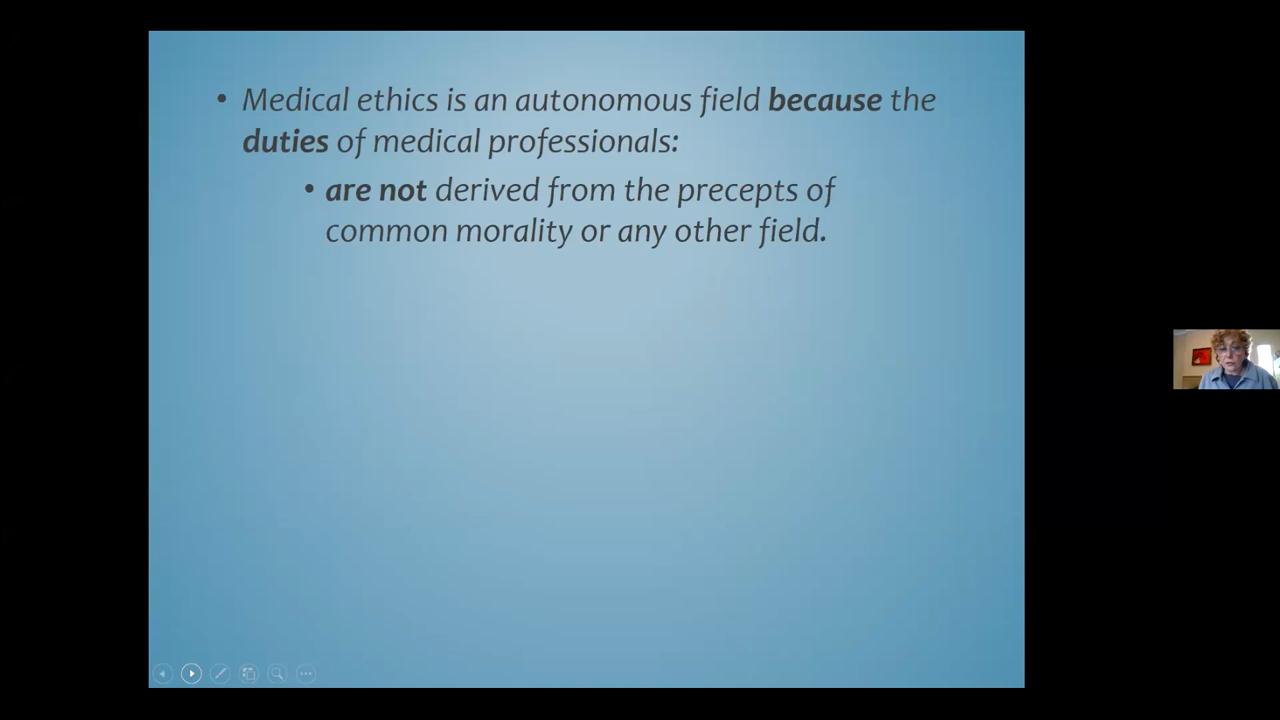 • Medical ethics is an autonomous field because the
duties of medical professionals:
• are not derived from the precepts of
common morality or any other field.